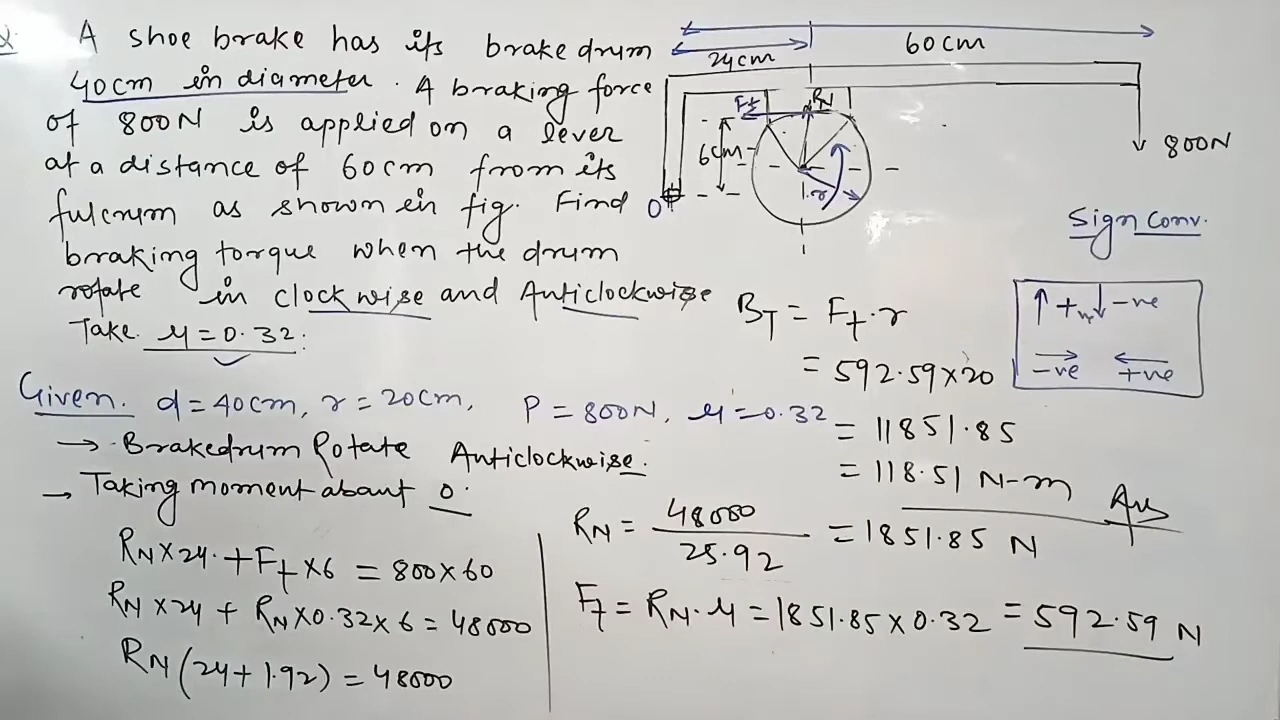 Q. A shoe brake has its brake drum
40cm in diameter. A braking force
of 800N is applied on a lever
at a distance of 60cm from its
fulcrum as shown in fig. Find
braking torque when the drum
rotate in clockwise and Anticlockwise
Take μ=0.32:
24cm
60cm
Ft
RN
6cm
r
O
800N
Sign Conv.
↑ +ve ↓ -ve
→ -ve ← +ve
Given. d=40cm, r=20cm, P=800N, μ=0.32
→ Brakedrum Rotate Anticlockwise.
→ Taking moment about O:
RN×24 + Ft×6 = 800×60
RN×24 + RN×0.32×6 = 48000
RN(24+1.92) = 48000
RN = 48000/25.92 = 1851.85 N
Ft = RN·μ = 1851.85×0.32 = 592.59 N
BT = Ft·r
= 592.59×20
= 11851.85
= 118.51 N-m Ans